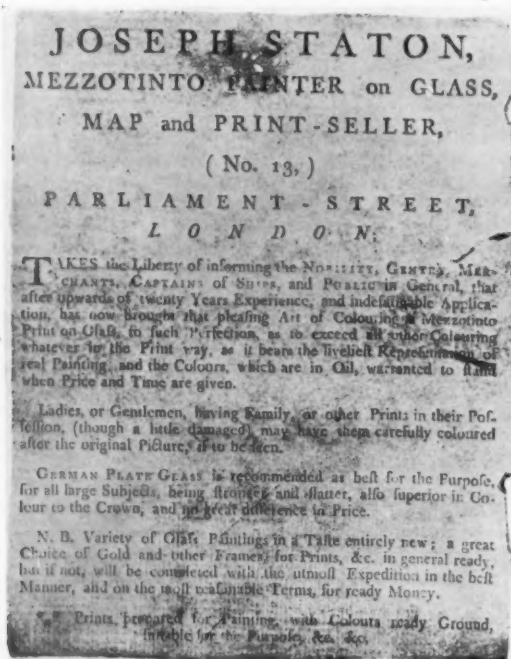 JOSEPH STATON,
MEZZOTINTO PAINTER on GLASS,
MAP and PRINT-SELLER,
(No. 13,)
PARLIAMENT-STREET,
LONDON:
TAKES the Liberty of informing the NOBILITY, GENTRY, MER-
CHANTS, CAPTAINS of SHIPS, and PUBLIC in General, that
after upwards of twenty Years Experience, and indefatigable Applica-
tion, has now brought that pleasing Art of Colouring a Mezzotinto
Print on Glaſs, to ſuch Perfection, as to exceed all other Colouring
whatever in the Print way, as it bears the livelieſt Repreſentation of
real Painting, and the Colours, which are in Oil, warranted to ſtand
when Price and Time are given.
Ladies, or Gentlemen, having Family, or other Prints in their Poſ-
ſeſſion, (though a little damaged) may have them carefully coloured
after the original Picture, if to be ſeen.
GERMAN PLATE GLASS is recommended as beſt for the Purpoſe,
for all large Subjects, being ſtronger and flatter, alſo ſuperior in Co-
lour to the Crown, and no great difference in Price.
N. B. Variety of Glaſs Paintings in a Taſte entirely new; a great
Choice of Gold and other Frames, for Prints, &c. in general ready,
but if not, will be completed with the utmoſt Expedition in the beſt
Manner, and on the moſt reaſonable Terms, for ready Money.
Prints, prepared for Painting, with Colours ready Ground,
ſuitable for the Purpoſe, &c. &c.